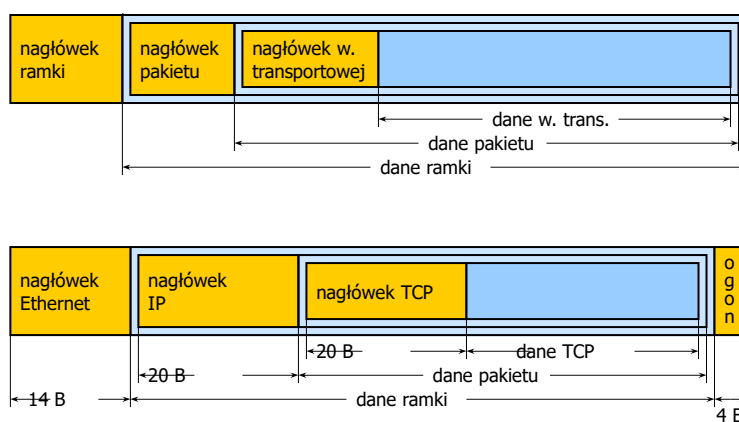 nagłówek
ramki
nagłówek
pakietu
nagłówek w.
transportowej
dane w. trans.
dane pakietu
dane ramki
nagłówek
Ethernet
nagłówek
IP
nagłówek TCP
o
g
o
n
20 B
dane TCP
20 B
dane pakietu
14 B
dane ramki
4 B